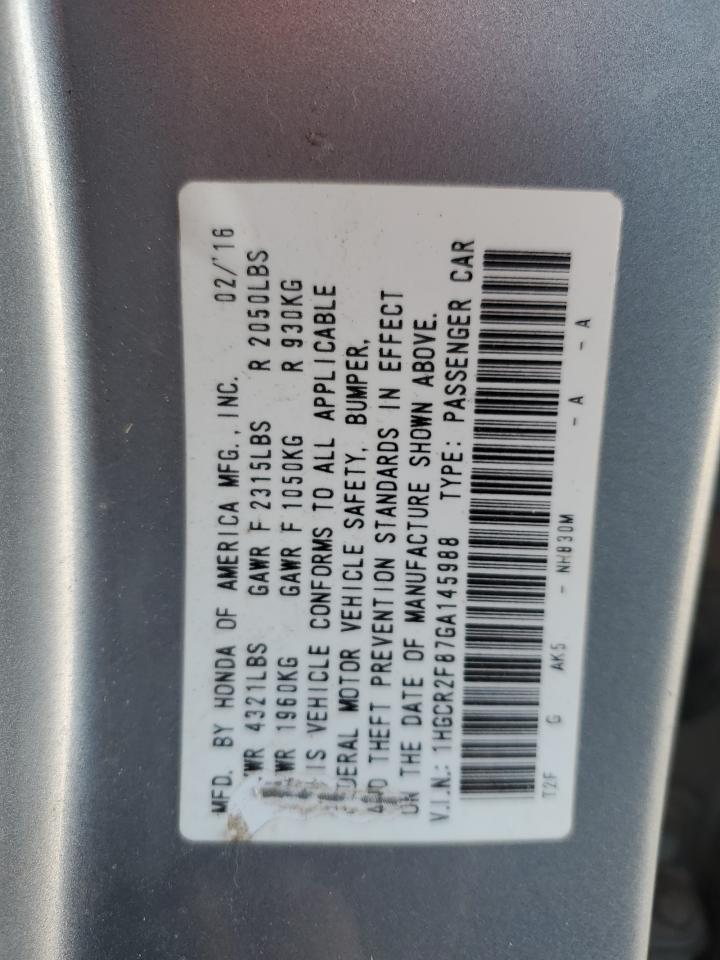 MFD. BY HONDA OF AMERICA MFG., INC. 02/'16
WR 4321LBS GAWR F 2315LBS R 2050LBS
WR 1960KG GAWR F 1050KG R 930KG
IS VEHICLE CONFORMS TO ALL APPLICABLE
DERAL MOTOR VEHICLE SAFETY, BUMPER,
AND THEFT PREVENTION STANDARDS IN EFFECT
ON THE DATE OF MANUFACTURE SHOWN ABOVE.
V.I.N.: 1HGCR2F87GA145988 TYPE: PASSENGER CAR
T2F G AK5 - NH830M - A - A